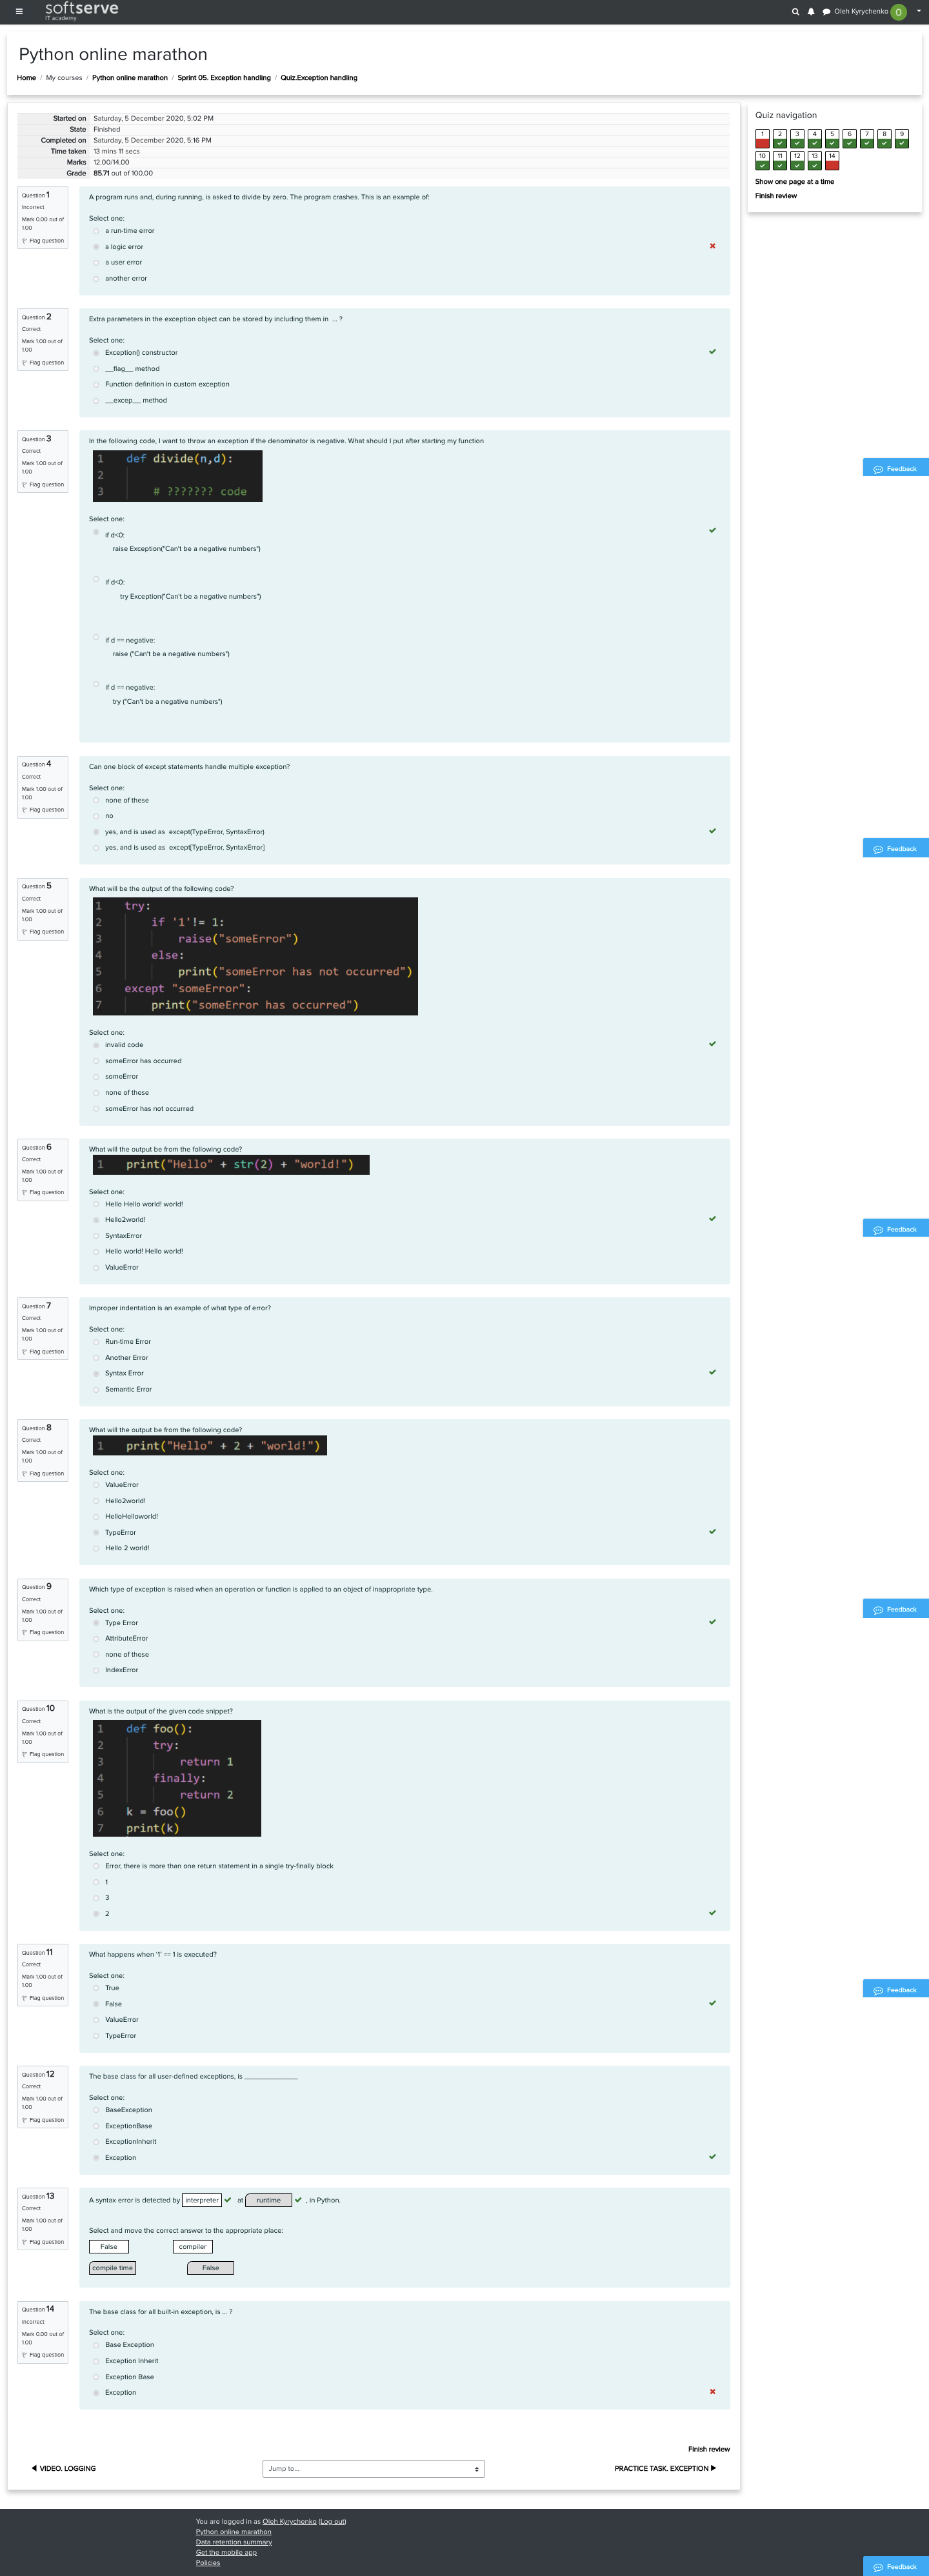 softserve
IT academy
Oleh Kyrychenko
O
Python online marathon
Home / My courses / Python online marathon / Sprint 05. Exception handling / Quiz.Exception handling
Started on Saturday, 5 December 2020, 5:02 PM
State Finished
Completed on Saturday, 5 December 2020, 5:16 PM
Time taken 13 mins 11 secs
Marks 12.00/14.00
Grade 85.71 out of 100.00
Quiz navigation
1 2 3 4 5 6 7 8 9
10 11 12 13 14
Show one page at a time
Finish review
Question 1
Incorrect
Mark 0.00 out of
1.00
Flag question
A program runs and, during running, is asked to divide by zero. The program crashes. This is an example of:
Select one:
a run-time error
a logic error
a user error
another error
Question 2
Correct
Mark 1.00 out of
1.00
Flag question
Extra parameters in the exception object can be stored by including them in ... ?
Select one:
Exception() constructor
__flag__ method
Function definition in custom exception
__excep__ method
Question 3
Correct
Mark 1.00 out of
1.00
Flag question
In the following code, I want to throw an exception if the denominator is negative. What should I put after starting my function
1 def divide(n,d):
2
3 # ??????? code
Select one:
if d<0:
raise Exception("Can't be a negative numbers")
if d<0:
try Exception("Can't be a negative numbers")
if d == negative:
raise ("Can't be a negative numbers")
if d == negative:
try ("Can't be a negative numbers")
Feedback
Question 4
Correct
Mark 1.00 out of
1.00
Flag question
Can one block of except statements handle multiple exception?
Select one:
none of these
no
yes, and is used as except(TypeError, SyntaxError)
yes, and is used as except[TypeError, SyntaxError]
Feedback
Question 5
Correct
Mark 1.00 out of
1.00
Flag question
What will be the output of the following code?
1 try:
2 if '1'!= 1:
3 raise("someError")
4 else:
5 print("someError has not occurred")
6 except "someError":
7 print("someError has occurred")
Select one:
invalid code
someError has occurred
someError
none of these
someError has not occurred
Question 6
Correct
Mark 1.00 out of
1.00
Flag question
What will the output be from the following code?
1 print("Hello" + str(2) + "world!")
Select one:
Hello Hello world! world!
Hello2world!
SyntaxError
Hello world! Hello world!
ValueError
Feedback
Question 7
Correct
Mark 1.00 out of
1.00
Flag question
Improper indentation is an example of what type of error?
Select one:
Run-time Error
Another Error
Syntax Error
Semantic Error
Question 8
Correct
Mark 1.00 out of
1.00
Flag question
What will the output be from the following code?
1 print("Hello" + 2 + "world!")
Select one:
ValueError
Hello2world!
HelloHelloworld!
TypeError
Hello 2 world!
Question 9
Correct
Mark 1.00 out of
1.00
Flag question
Which type of exception is raised when an operation or function is applied to an object of inappropriate type.
Select one:
Type Error
AttributeError
none of these
IndexError
Feedback
Question 10
Correct
Mark 1.00 out of
1.00
Flag question
What is the output of the given code snippet?
1 def foo():
2 try:
3 return 1
4 finally:
5 return 2
6 k = foo()
7 print(k)
Select one:
Error, there is more than one return statement in a single try-finally block
1
3
2
Question 11
Correct
Mark 1.00 out of
1.00
Flag question
What happens when '1' == 1 is executed?
Select one:
True
False
ValueError
TypeError
Feedback
Question 12
Correct
Mark 1.00 out of
1.00
Flag question
The base class for all user-defined exceptions, is ______________
Select one:
BaseException
ExceptionBase
ExceptionInherit
Exception
Question 13
Correct
Mark 1.00 out of
1.00
Flag question
A syntax error is detected by interpreter at runtime , in Python.
Select and move the correct answer to the appropriate place:
False compiler
compile time False
Question 14
Incorrect
Mark 0.00 out of
1.00
Flag question
The base class for all built-in exception, is ... ?
Select one:
Base Exception
Exception Inherit
Exception Base
Exception
Finish review
VIDEO. LOGGING
Jump to...
PRACTICE TASK. EXCEPTION
You are logged in as Oleh Kyrychenko (Log out)
Python online marathon
Data retention summary
Get the mobile app
Policies
Feedback